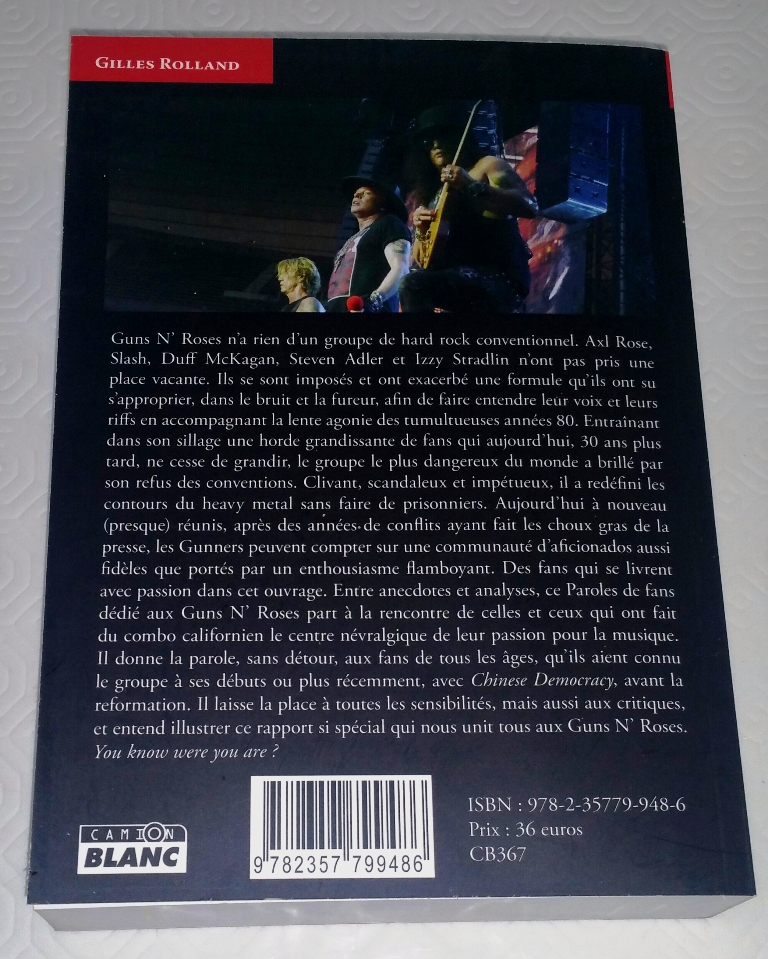 GILLES ROLLAND
Guns N' Roses n'a rien d'un groupe de hard rock conventionnel. Axl Rose,
Slash, Duff McKagan, Steven Adler et Izzy Stradlin n'ont pas pris une
place vacante. Ils se sont imposés et ont exacerbé une formule qu'ils ont su
s'approprier, dans le bruit et la fureur, afin de faire entendre leur voix et leurs
riffs en accompagnant la lente agonie des tumultueuses années 80. Entraînant
dans son sillage une horde grandissante de fans qui aujourd'hui, 30 ans plus
tard, ne cesse de grandir, le groupe le plus dangereux du monde a brillé par
son refus des conventions. Clivant, scandaleux et impétueux, il a redéfini les
contours du heavy metal sans faire de prisonniers. Aujourd'hui à nouveau
(presque) réunis, après des années de conflits ayant fait les choux gras de la
presse, les Gunners peuvent compter sur une communauté d'aficionados aussi
fidèles que portés par un enthousiasme flamboyant. Des fans qui se livrent
avec passion dans cet ouvrage. Entre anecdotes et analyses, ce Paroles de fans
dédié aux Guns N' Roses part à la rencontre de celles et ceux qui ont fait
du combo californien le centre névralgique de leur passion pour la musique.
Il donne la parole, sans détour, aux fans de tous les âges, qu'ils aient connu
le groupe à ses débuts ou plus récemment, avec Chinese Democracy, avant la
reformation. Il laisse la place à toutes les sensibilités, mais aussi aux critiques,
et entend illustrer ce rapport si spécial qui nous unit tous aux Guns N' Roses.
You know were you are ?
CAMION
BLANC
9 782357 799486
ISBN : 978-2-35779-948-6
Prix : 36 euros
CB367